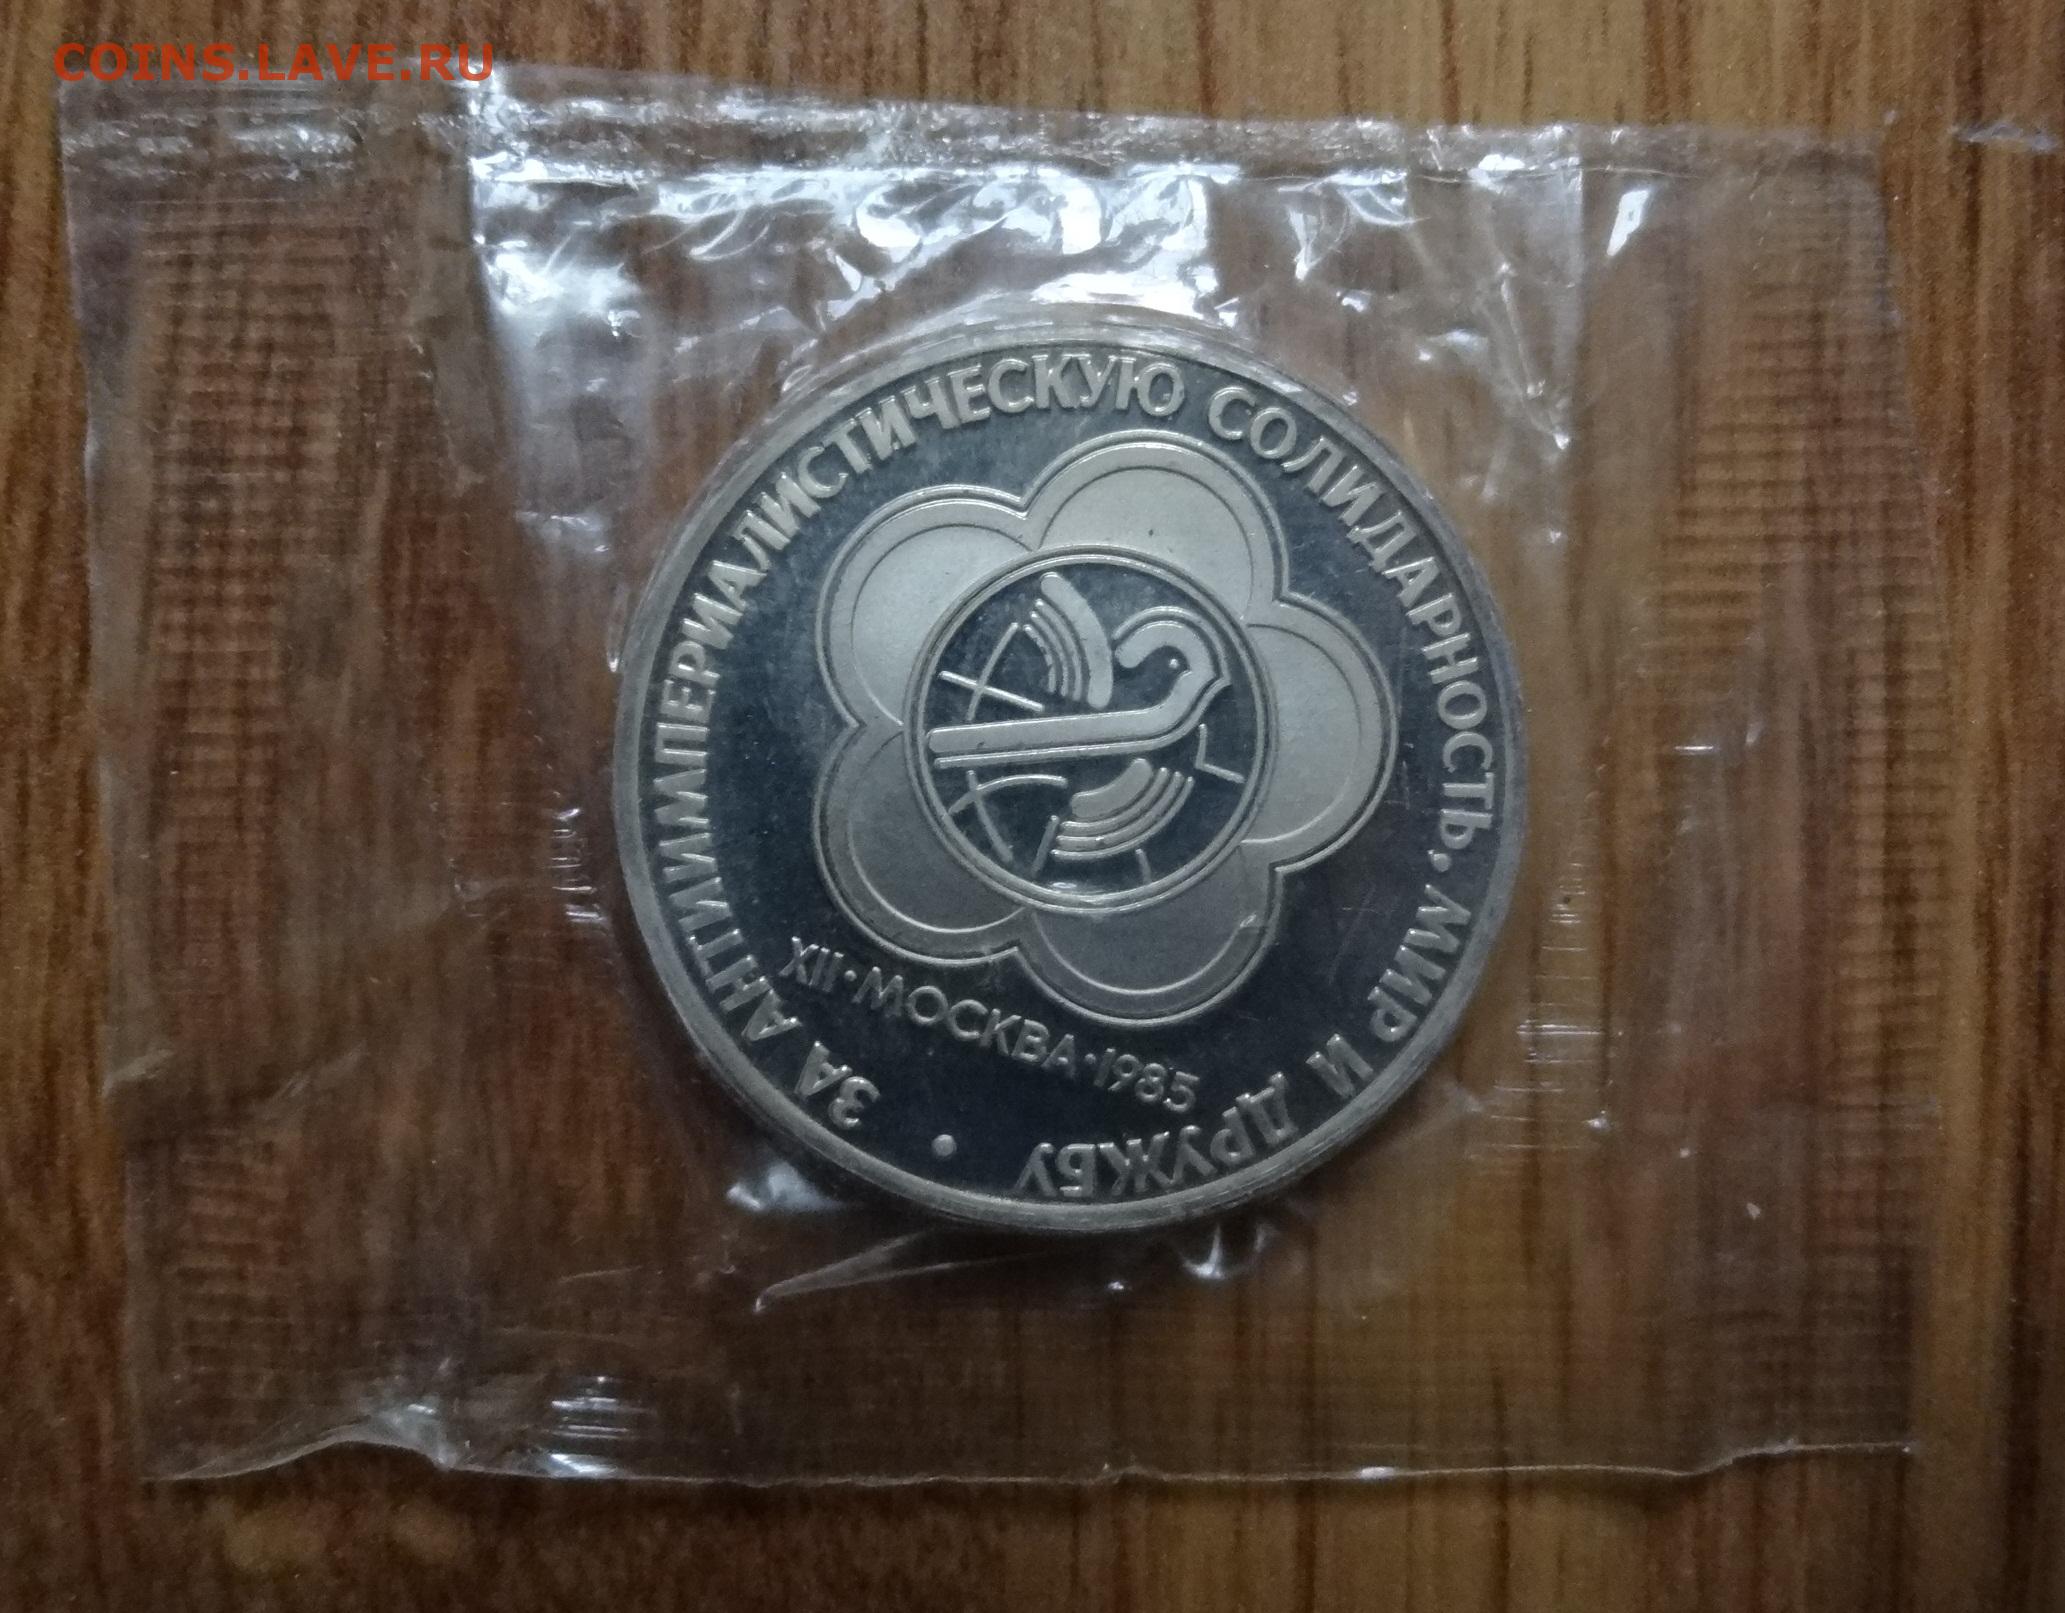 COINS.LAVE.RU
ЗА АНТИИМПЕРИАЛИСТИЧЕСКУЮ СОЛИДАРНОСТЬ, МИР И ДРУЖБУ •
XII•МОСКВА•1985